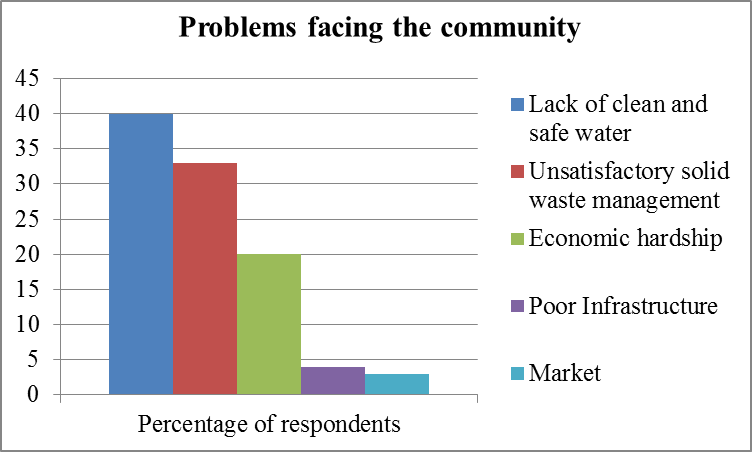 Problems facing the community
45
40
35
30
25
20
15
10
5
0
Percentage of respondents
Lack of clean and
safe water
Unsatisfactory solid
waste management
Economic hardship
Poor Infrastructure
Market